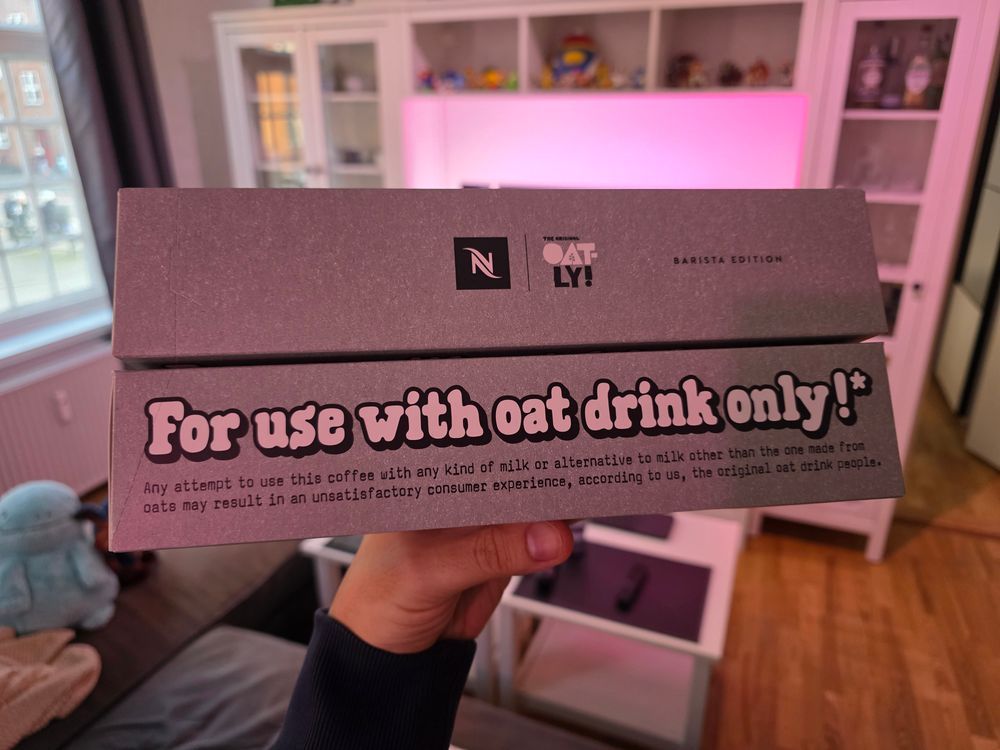 N
THE ORIGINAL
OAT-
LY!
BARISTA EDITION
For use with oat drink only!*
Any attempt to use this coffee with any kind of milk or alternative to milk other than the one made from
oats may result in an unsatisfactory consumer experience, according to us, the original oat drink people.